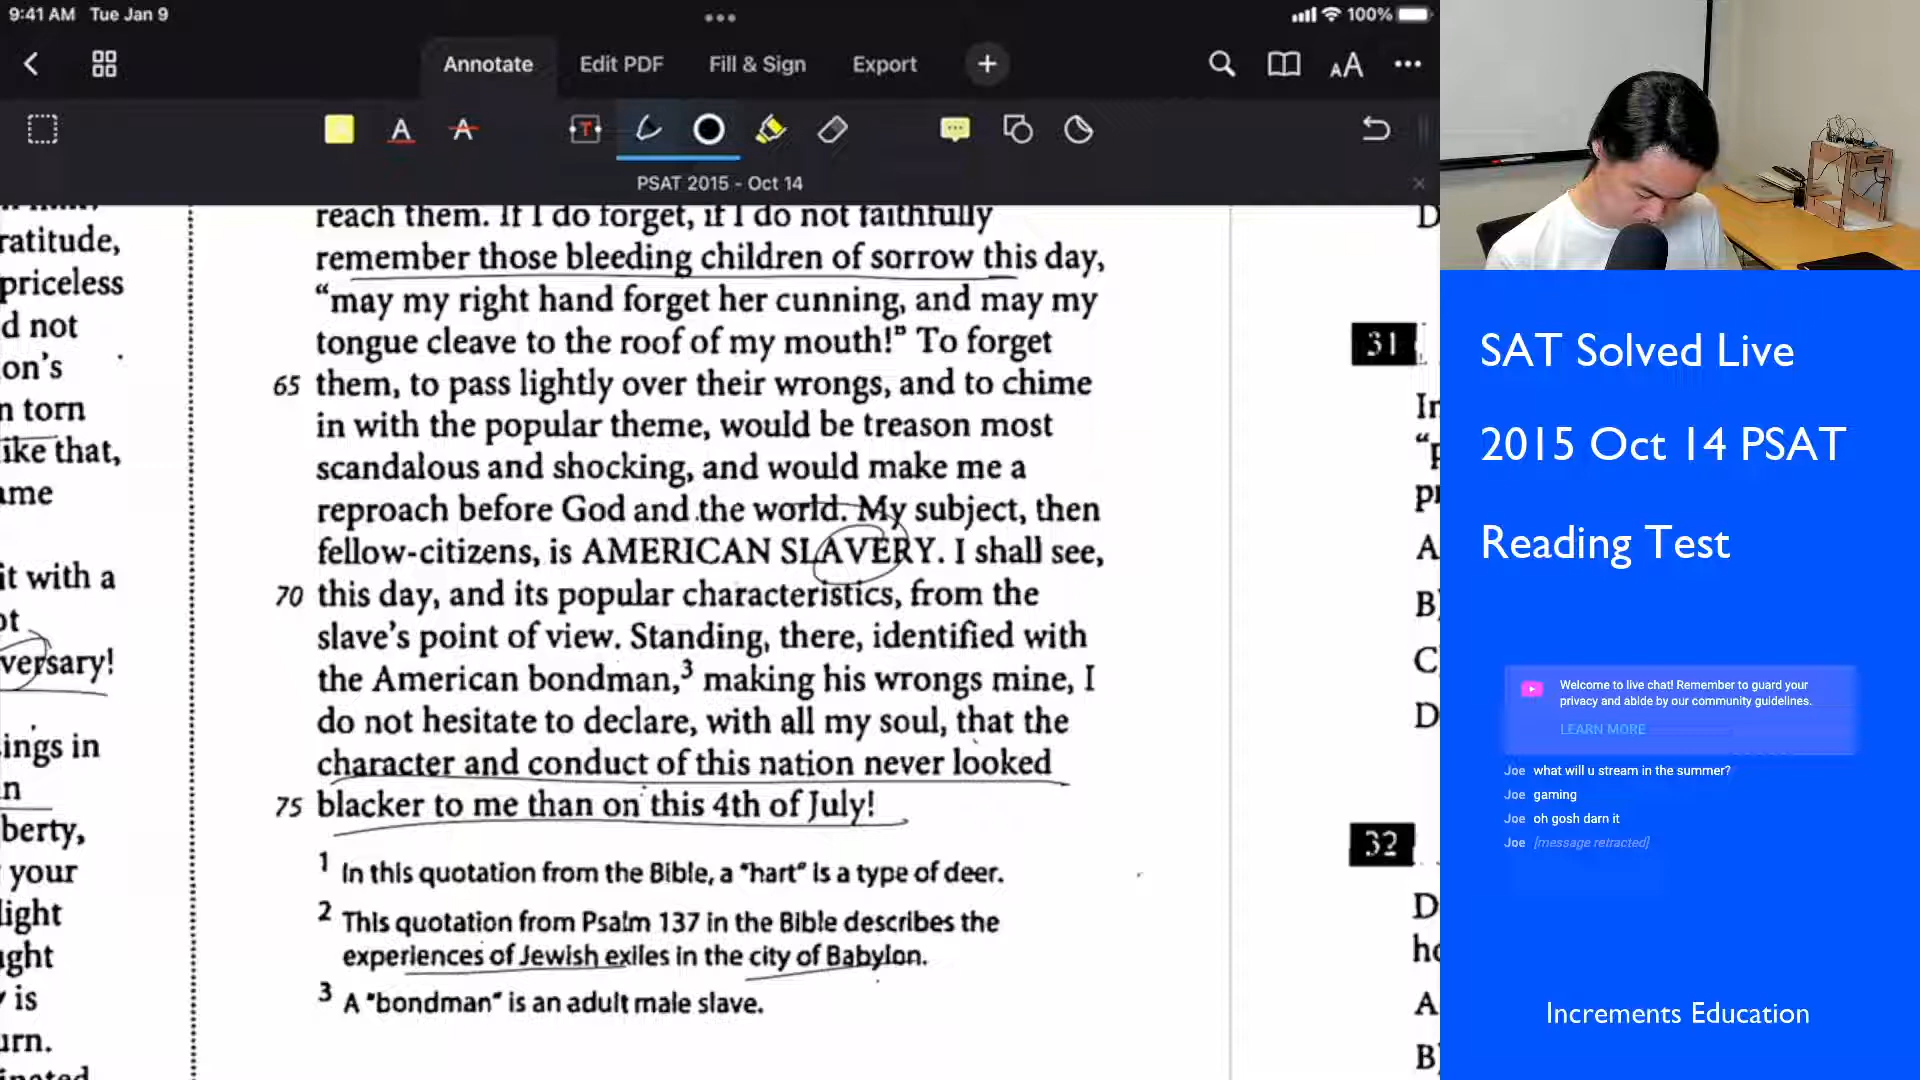 9:41 AM Tue Jan 9
100%
Annotate
Edit PDF
Fill & Sign
Export
AA
A
A
T
PSAT 2015 - Oct 14
ratitude,
priceless
d not
on's
n torn
ike that,
ame
it with a
ot
versary!
ings in
n
berty,
your
light
ught
is
urn.
reach them. If I do forget, if I do not faithfully
remember those bleeding children of sorrow this day,
“may my right hand forget her cunning, and may my
tongue cleave to the roof of my mouth!” To forget
65 them, to pass lightly over their wrongs, and to chime
in with the popular theme, would be treason most
scandalous and shocking, and would make me a
reproach before God and the world. My subject, then
fellow-citizens, is AMERICAN SLAVERY. I shall see,
70 this day, and its popular characteristics, from the
slave’s point of view. Standing, there, identified with
the American bondman,³ making his wrongs mine, I
do not hesitate to declare, with all my soul, that the
character and conduct of this nation never looked
75 blacker to me than on this 4th of July!
1 In this quotation from the Bible, a “hart” is a type of deer.
2 This quotation from Psalm 137 in the Bible describes the
experiences of Jewish exiles in the city of Babylon.
3 A “bondman” is an adult male slave.
D
31
In
p
A
B)
C
D
32
D
ho
A
B)
SAT Solved Live
2015 Oct 14 PSAT
Reading Test
Welcome to live chat! Remember to guard your
privacy and abide by our community guidelines.
LEARN MORE
Joe what will u stream in the summer?
Joe gaming
Joe oh gosh darn it
Joe [message retracted]
Increments Education